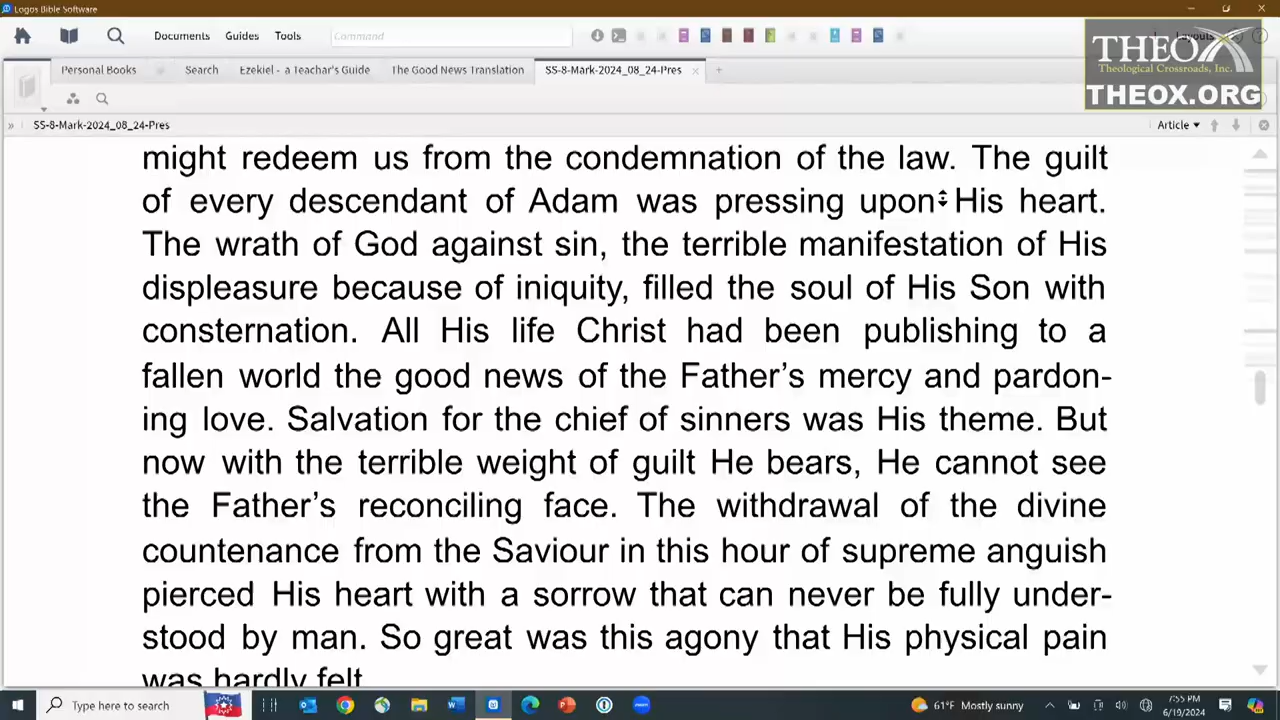 Logos Bible Software
Documents Guides Tools Command Layouts
THEOX
Theological Crossroads, Inc.
THEOX.ORG
Personal Books Search Ezekiel - a Teacher's Guide SS-8-Mark-2024_08_24-Pres
SS-8-Mark-2024_08_24-Pres Article
might redeem us from the condemnation of the law. The guilt
of every descendant of Adam was pressing upon His heart.
The wrath of God against sin, the terrible manifestation of His
displeasure because of iniquity, filled the soul of His Son with
consternation. All His life Christ had been publishing to a
fallen world the good news of the Father’s mercy and pardon-
ing love. Salvation for the chief of sinners was His theme. But
now with the terrible weight of guilt He bears, He cannot see
the Father’s reconciling face. The withdrawal of the divine
countenance from the Saviour in this hour of supreme anguish
pierced His heart with a sorrow that can never be fully under-
stood by man. So great was this agony that His physical pain
was hardly felt
Type here to search 61°F Mostly sunny 7:55 PM
6/19/2024